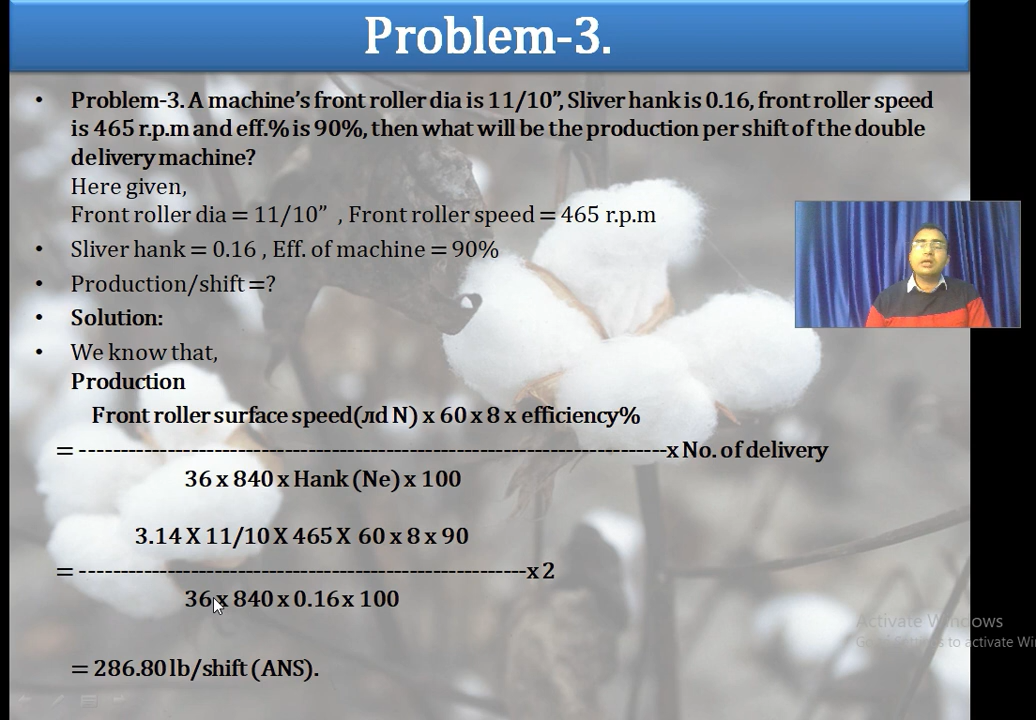 Problem-3.
• Problem-3. A machine's front roller dia is 11/10”, Sliver hank is 0.16, front roller speed
is 465 r.p.m and eff.% is 90%, then what will be the production per shift of the double
delivery machine?
Here given,
Front roller dia = 11/10” , Front roller speed = 465 r.p.m
• Sliver hank = 0.16 , Eff. of machine = 90%
• Production/shift =?
• Solution:
• We know that,
Production
Front roller surface speed(πd N) x 60 x 8 x efficiency%
= --------------------------------------------------------------------x No. of delivery
36 x 840 x Hank (Ne) x 100
3.14 X 11/10 X 465 X 60 x 8 x 90
= ----------------------------------------------------x 2
36 x 840 x 0.16 x 100
= 286.80 lb/shift (ANS).
Activate Windows
to activate Wi